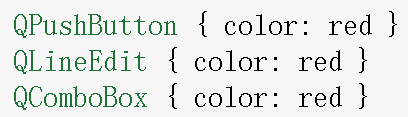 QPushButton { color: red }
QLineEdit { color: red }
QComboBox { color: red }